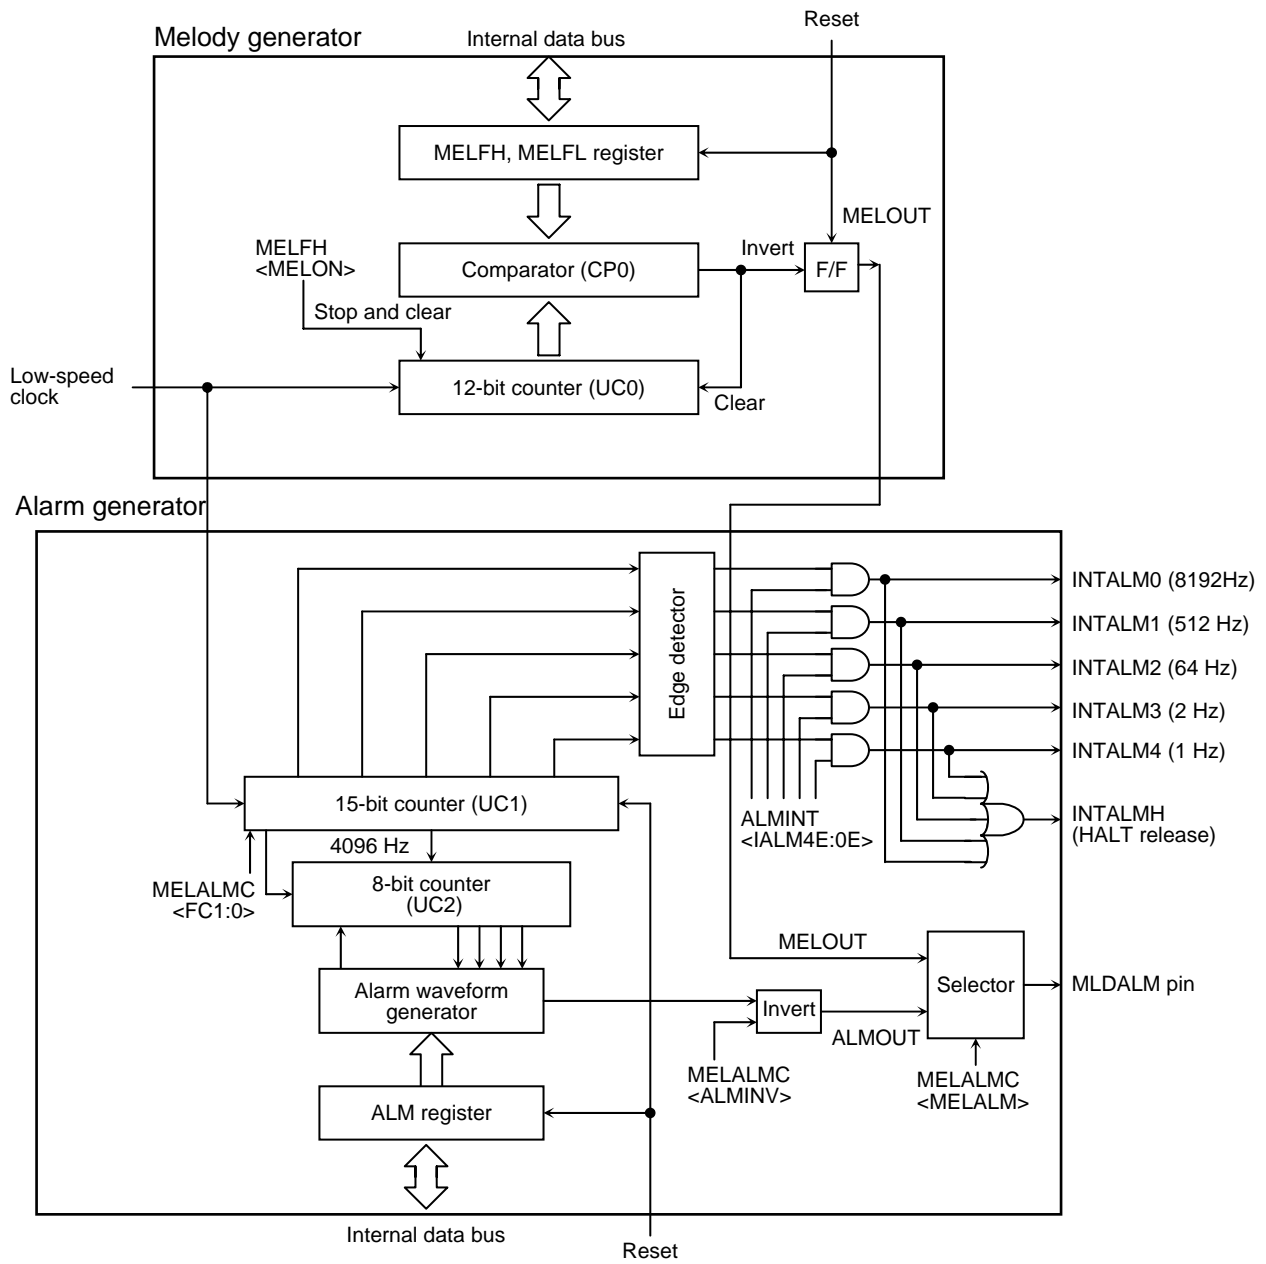 Reset
Melody generator
Internal data bus
MELFH, MELFL register
MELOUT
MELFH
<MELON>
Invert
Comparator (CP0)
F/F
Stop and clear
Low-speed
clock
12-bit counter (UC0)
Clear
Alarm generator
Edge detector
INTALM0 (8192Hz)
INTALM1 (512 Hz)
INTALM2 (64 Hz)
INTALM3 (2 Hz)
INTALM4 (1 Hz)
15-bit counter (UC1)
ALMINT
<IALM4E:0E>
INTALMH
(HALT release)
4096 Hz
MELALMC
<FC1:0>
8-bit counter
(UC2)
MELOUT
Alarm waveform
generator
Invert
Selector
MLDALM pin
ALMOUT
MELALMC
<ALMINV>
MELALMC
<MELALM>
ALM register
Internal data bus
Reset